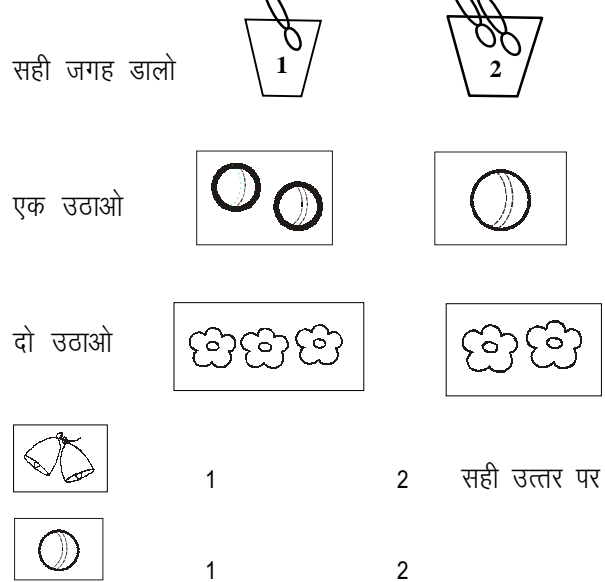 सही जगह डालो 1 2
एक उठाओ
दो उठाओ
1 2 सही उत्तर पर
1 2